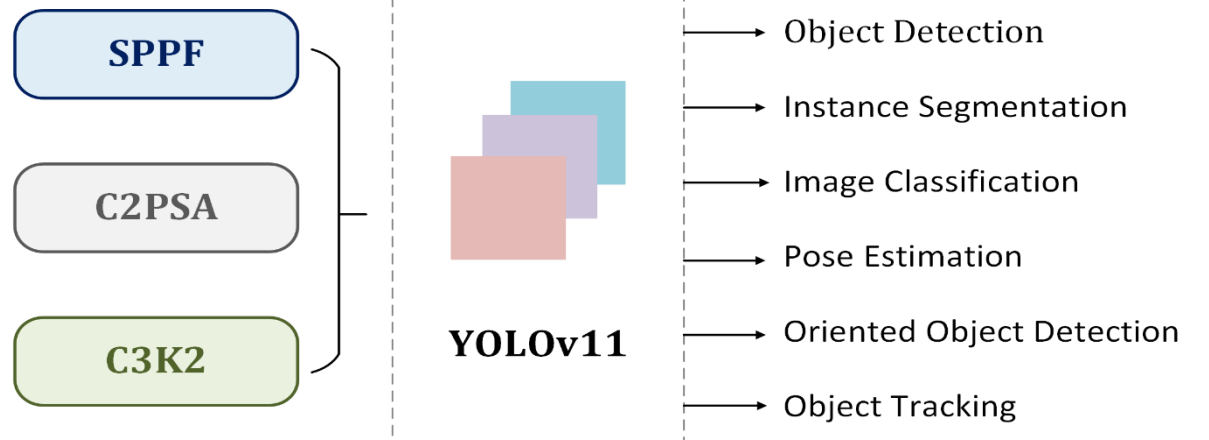 SPPF
C2PSA
C3K2
YOLOv11
Object Detection
Instance Segmentation
Image Classification
Pose Estimation
Oriented Object Detection
Object Tracking